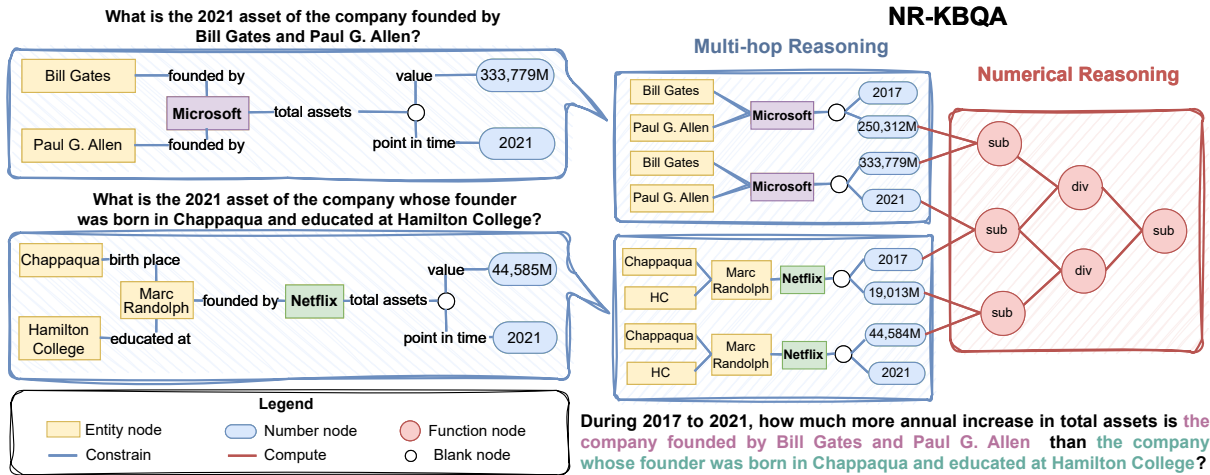 What is the 2021 asset of the company founded by
Bill Gates and Paul G. Allen?
Bill Gates
founded by
Microsoft
total assets
value
333,779M
Paul G. Allen
founded by
point in time
2021
What is the 2021 asset of the company whose founder
was born in Chappaqua and educated at Hamilton College?
Chappaqua
birth place
Marc
Randolph
founded by
Netflix
total assets
value
44,585M
Hamilton
College
educated at
point in time
2021
Legend
Entity node
Number node
Function node
Constrain
Compute
Blank node
NR-KBQA
Multi-hop Reasoning
Numerical Reasoning
Bill Gates
Paul G. Allen
Microsoft
2017
250,312M
Bill Gates
Paul G. Allen
Microsoft
333,779M
2021
Chappaqua
HC
Marc
Randolph
Netflix
2017
19,013M
Chappaqua
HC
Marc
Randolph
Netflix
44,584M
2021
sub
sub
sub
div
div
sub
During 2017 to 2021, how much more annual increase in total assets is the
company founded by Bill Gates and Paul G. Allen than the company
whose founder was born in Chappaqua and educated at Hamilton College?